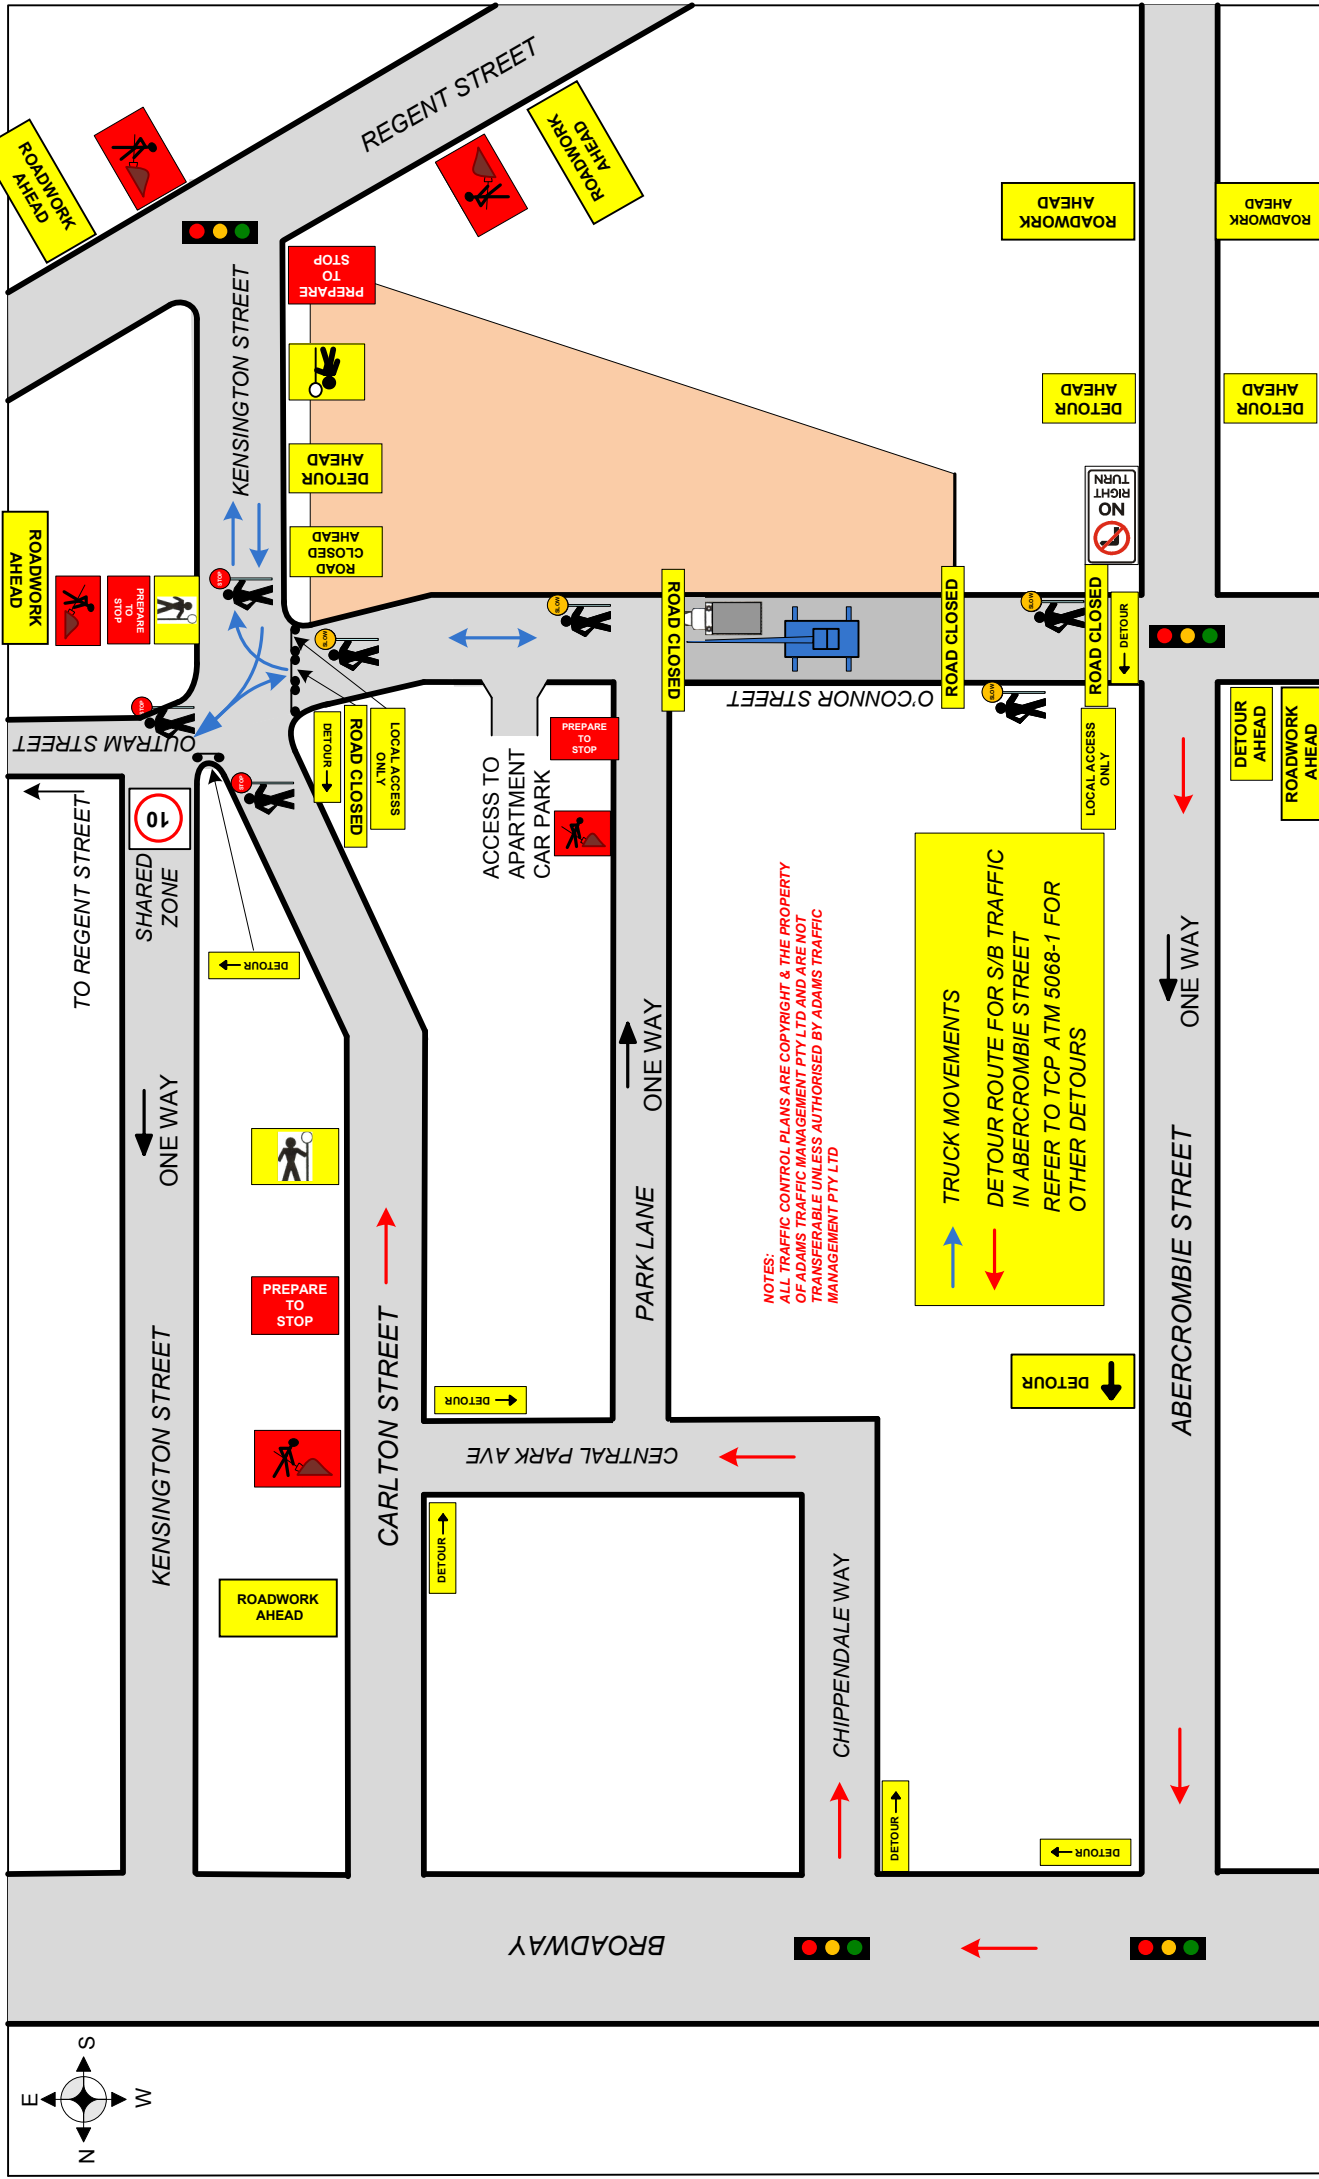 REGENT STREET
ROADWORK
AHEAD
ROADWORK
AHEAD
KENSINGTON STREET
PREPARE
TO
STOP
DETOUR
AHEAD
ROAD
CLOSED
AHEAD
ROADWORK
AHEAD
PREPARE
TO
STOP
STOP
STOP
STOP
SLOW
SLOW
SLOW
SLOW
OUTRAM STREET
TO REGENT STREET
10
SHARED
ZONE
DETOUR
DETOUR
ROAD CLOSED
LOCAL ACCESS
ONLY
ACCESS TO
APARTMENT
CAR PARK
PREPARE
TO
STOP
ROAD CLOSED
ROAD CLOSED
ROAD CLOSED
O'CONNOR STREET
DETOUR
LOCAL ACCESS
ONLY
NO
RIGHT
TURN
DETOUR
AHEAD
DETOUR
AHEAD
ROADWORK
AHEAD
ROADWORK
AHEAD
DETOUR
AHEAD
ROADWORK
AHEAD
ONE WAY
KENSINGTON STREET
PREPARE
TO
STOP
ROADWORK
AHEAD
CARLTON STREET
DETOUR
DETOUR
CENTRAL PARK AVE
PARK LANE
ONE WAY
NOTES:
ALL TRAFFIC CONTROL PLANS ARE COPYRIGHT & THE PROPERTY
OF ADAMS TRAFFIC MANAGEMENT PTY LTD AND ARE NOT
TRANSFERABLE UNLESS AUTHORISED BY ADAMS TRAFFIC
MANAGEMENT PTY LTD
TRUCK MOVEMENTS
DETOUR ROUTE FOR S/B TRAFFIC
IN ABERCROMBIE STREET
REFER TO TCP ATM 5068-1 FOR
OTHER DETOURS
ONE WAY
ABERCROMBIE STREET
DETOUR
CHIPPENDALE WAY
DETOUR
DETOUR
BROADWAY
N
E
S
W